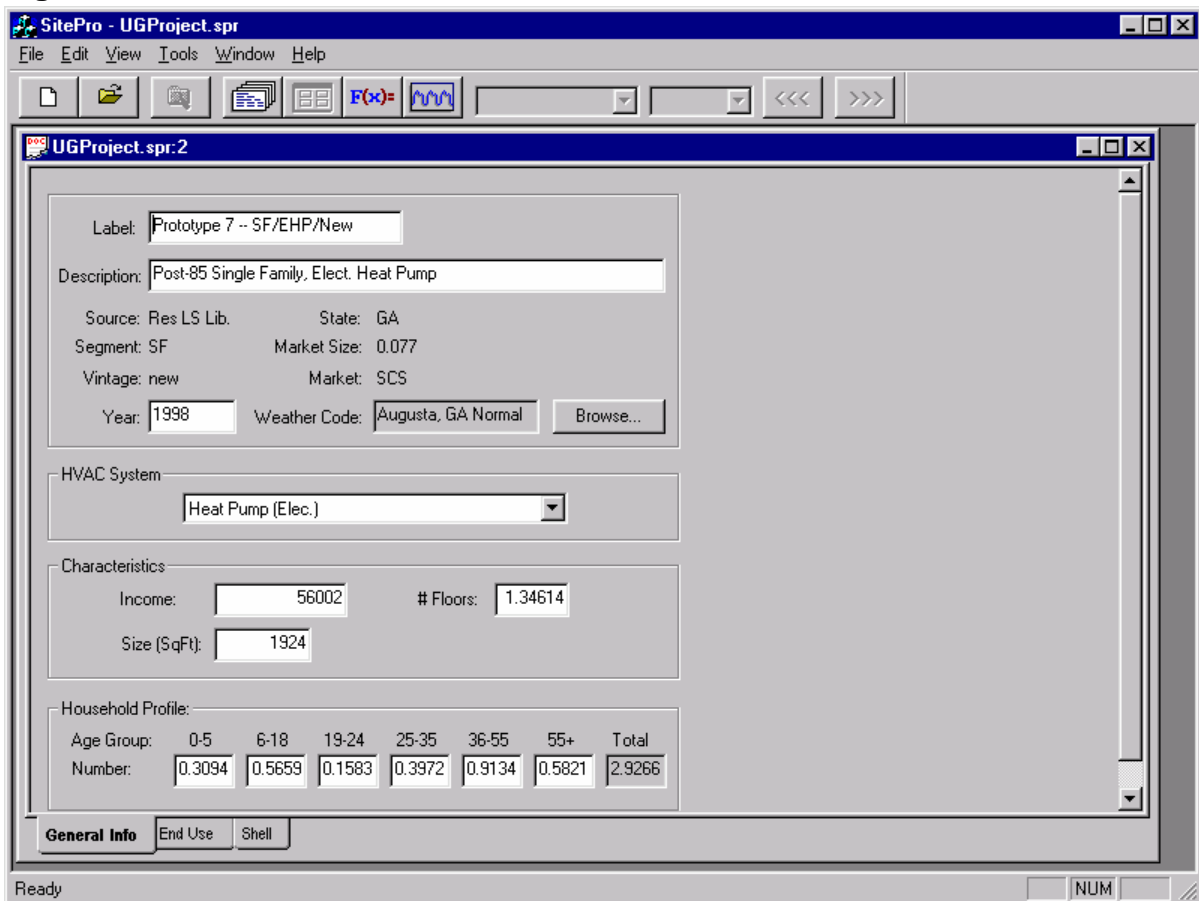 SitePro - UGProject.spr
File Edit View Tools Window Help
F(x)= <<< >>>
UGProject.spr:2
Label: Prototype 7 -- SF/EHP/New
Description: Post-85 Single Family, Elect. Heat Pump
Source: Res LS Lib. State: GA
Segment: SF Market Size: 0.077
Vintage: new Market: SCS
Year: 1998 Weather Code: Augusta, GA Normal Browse...
HVAC System
Heat Pump (Elec.)
Characteristics
Income: 56002 # Floors: 1.34614
Size (SqFt): 1924
Household Profile:
Age Group: 0-5 6-18 19-24 25-35 36-55 55+ Total
Number: 0.3094 0.5659 0.1583 0.3972 0.9134 0.5821 2.9266
General Info End Use Shell
Ready NUM